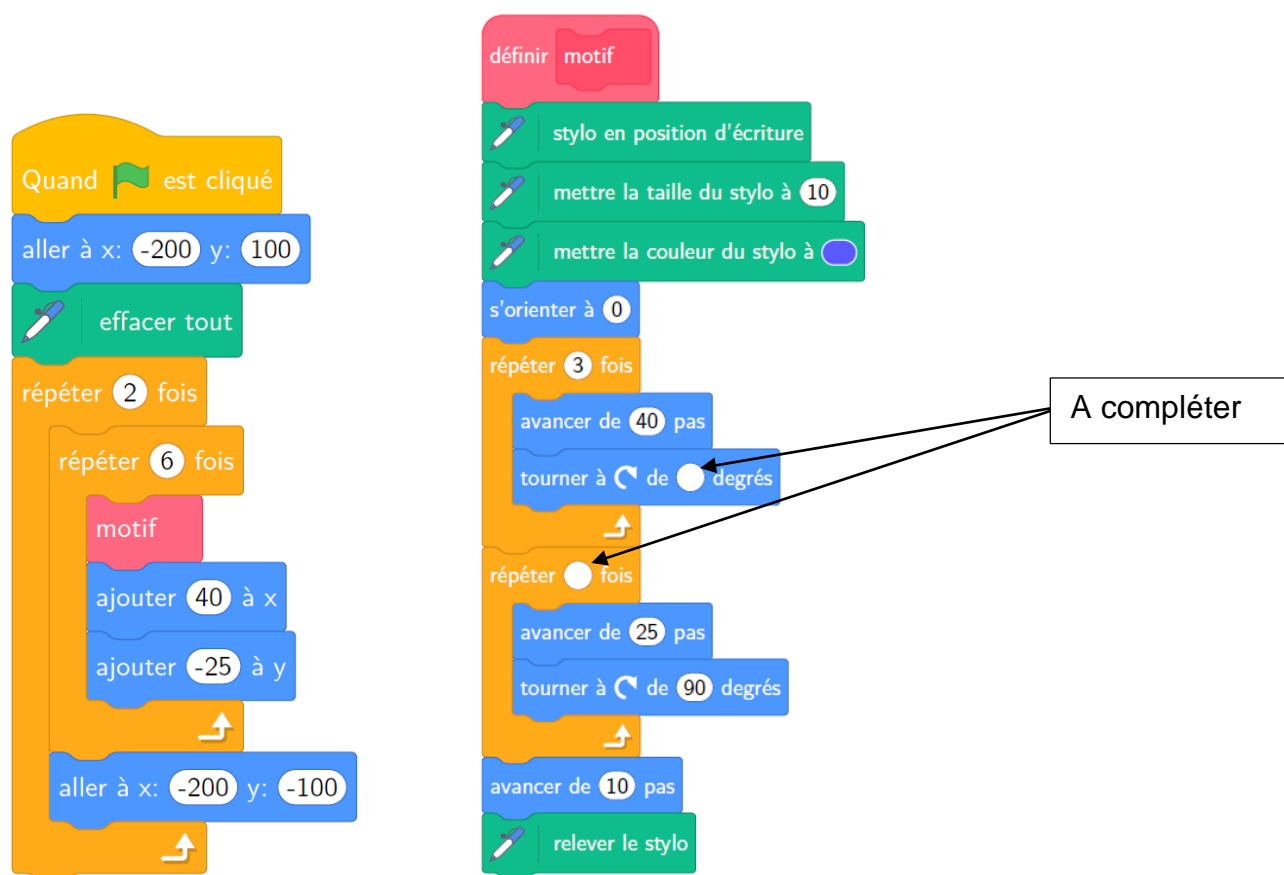 Quand est cliqué
aller à x: -200 y: 100
effacer tout
répéter 2 fois
répéter 6 fois
motif
ajouter 40 à x
ajouter -25 à y
aller à x: -200 y: -100
définir motif
stylo en position d'écriture
mettre la taille du stylo à 10
mettre la couleur du stylo à
s'orienter à 0
répéter 3 fois
avancer de 40 pas
tourner à de degrés
répéter fois
avancer de 25 pas
tourner à de 90 degrés
avancer de 10 pas
relever le stylo
A compléter